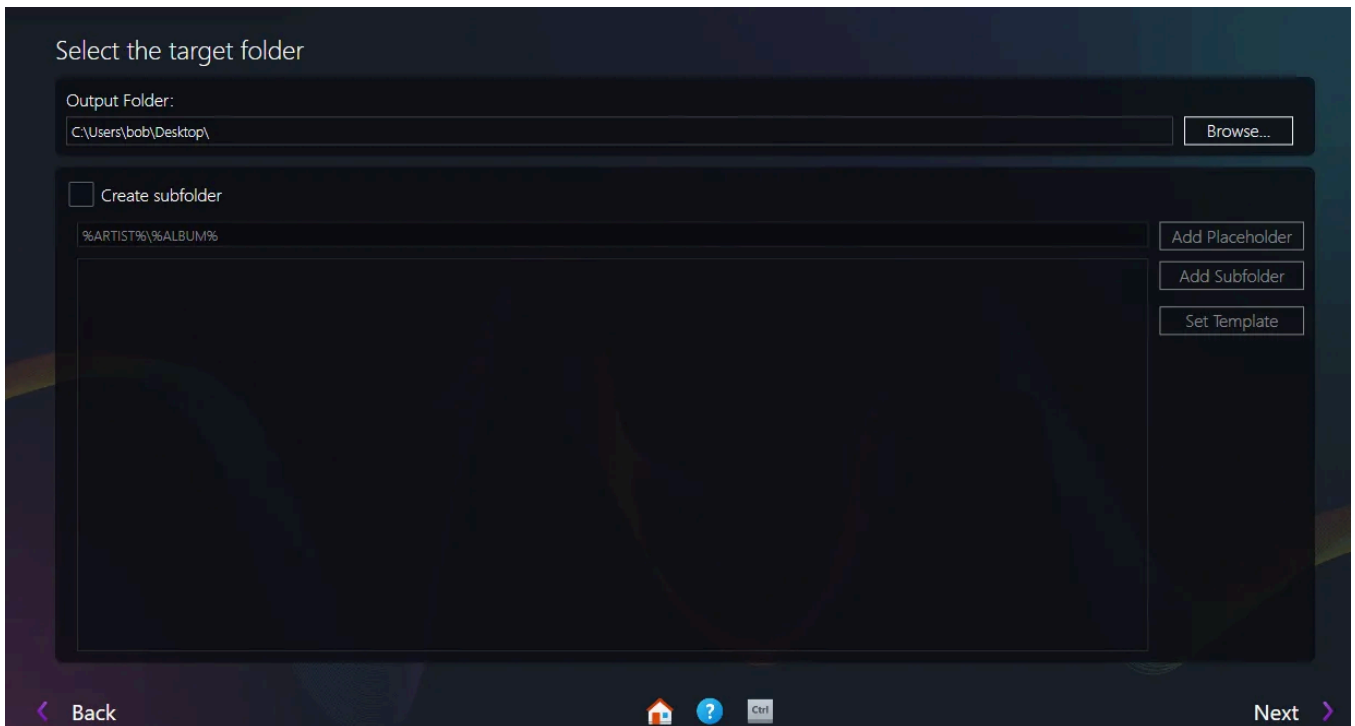 Select the target folder
Output Folder:
C:\Users\bob\Desktop\
Browse...
Create subfolder
%ARTIST%\%ALBUM%
Add Placeholder
Add Subfolder
Set Template
Back
?
Ctrl
Next